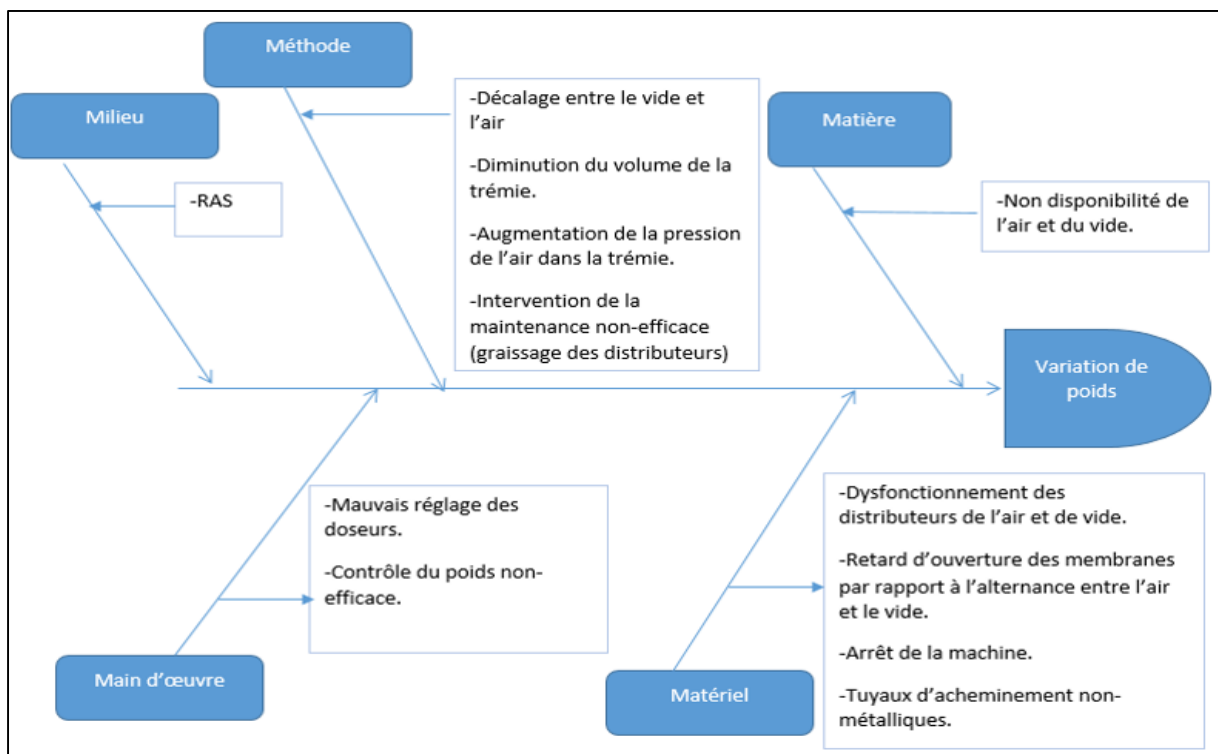 Méthode
Milieu
-RAS
-Décalage entre le vide et
l'air
-Diminution du volume de la
trémie.
-Augmentation de la pression
de l'air dans la trémie.
-Intervention de la
maintenance non-efficace
(graissage des distributeurs)
Matière
-Non disponibilité de
l'air et du vide.
Variation de
poids
-Mauvais réglage des
doseurs.
-Contrôle du poids non-
efficace.
Main d'œuvre
-Dysfonctionnement des
distributeurs de l'air et de vide.
-Retard d'ouverture des membranes
par rapport à l'alternance entre l'air
et le vide.
-Arrêt de la machine.
-Tuyaux d'acheminement non-
métalliques.
Matériel